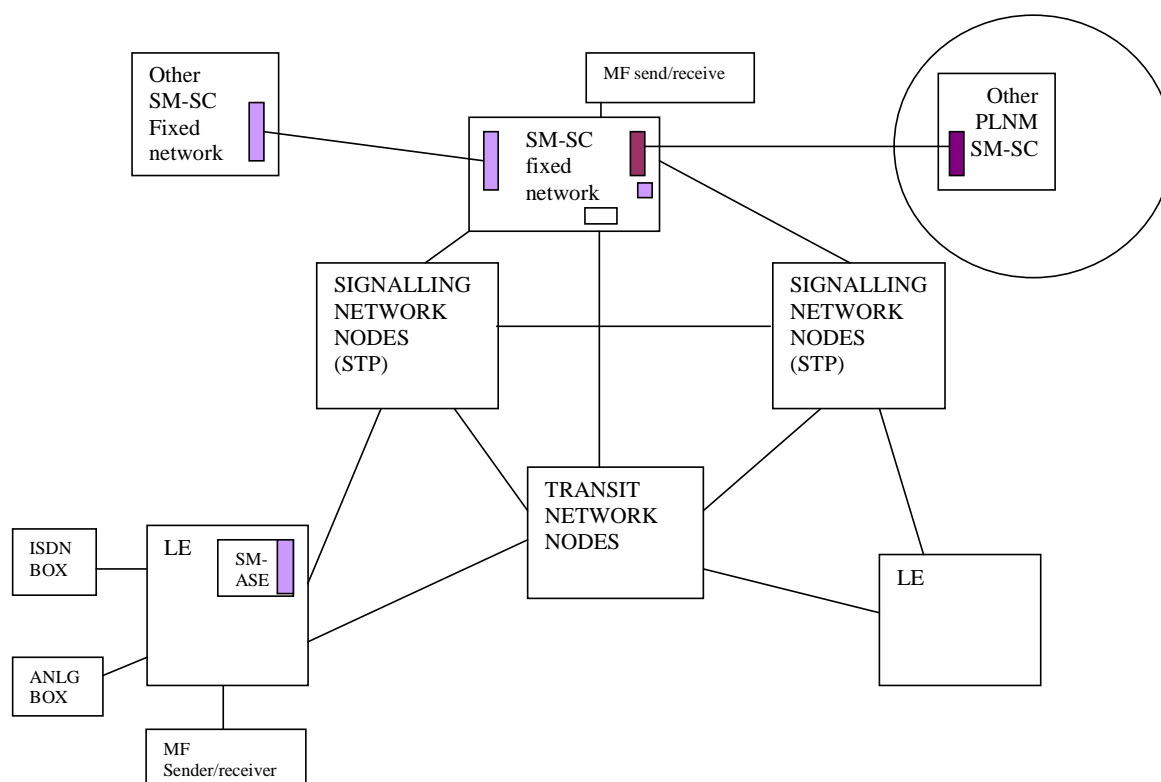 Other
SM-SC
Fixed
network
MF send/receive
SM-SC
fixed
network
Other
PLNM
SM-SC
SIGNALLING
NETWORK
NODES
(STP)
SIGNALLING
NETWORK
NODES
(STP)
TRANSIT
NETWORK
NODES
ISDN
BOX
LE
SM-
ASE
LE
ANLG
BOX
MF
Sender/receiver